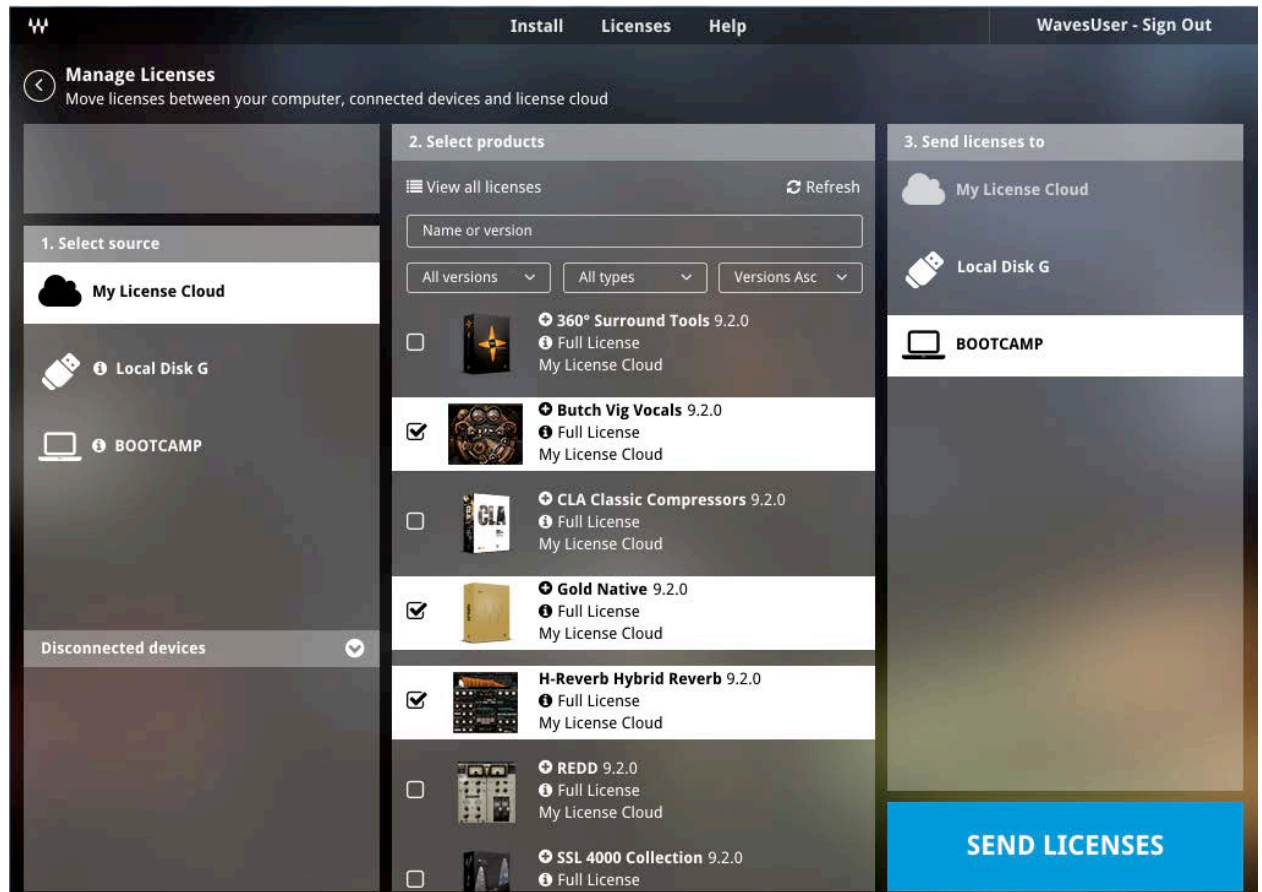 Install Licenses Help WavesUser - Sign Out
Manage Licenses
Move licenses between your computer, connected devices and license cloud
1. Select source
My License Cloud
Local Disk G
BOOTCAMP
Disconnected devices
2. Select products
View all licenses Refresh
Name or version
All versions All types Versions Asc
360° Surround Tools 9.2.0
Full License
My License Cloud
Butch Vig Vocals 9.2.0
Full License
My License Cloud
CLA
CLA Classic Compressors 9.2.0
Full License
My License Cloud
Gold Native 9.2.0
Full License
My License Cloud
H-Reverb Hybrid Reverb 9.2.0
Full License
My License Cloud
REDD 9.2.0
Full License
My License Cloud
SSL 4000 Collection 9.2.0
Full License
3. Send licenses to
My License Cloud
Local Disk G
BOOTCAMP
SEND LICENSES